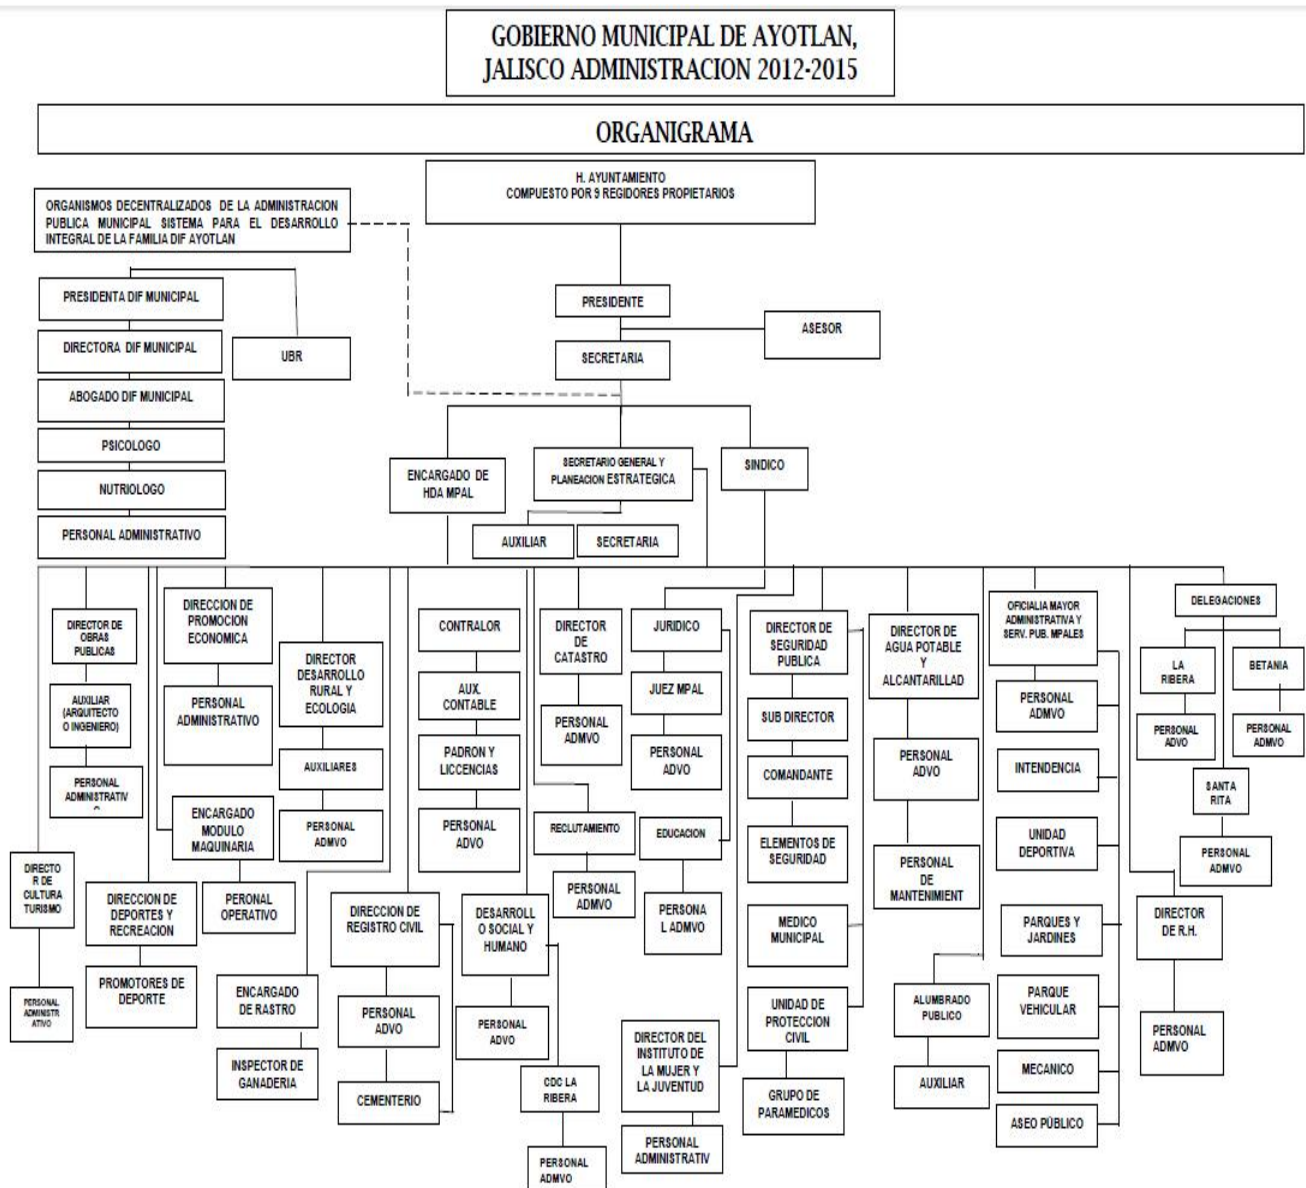 GOBIERNO MUNICIPAL DE AYOTLAN,
JALISCO ADMINISTRACION 2012-2015
ORGANIGRAMA
H. AYUNTAMIENTO
COMPUESTO POR 9 REGIDORES PROPIETARIOS
ORGANISMOS DECENTRALIZADOS DE LA ADMINISTRACION
PUBLICA MUNICIPAL SISTEMA PARA EL DESARROLLO
INTEGRAL DE LA FAMILIA DIF AYOTLAN
PRESIDENTA DIF MUNICIPAL
DIRECTORA DIF MUNICIPAL
UBR
ABOGADO DIF MUNICIPAL
PSICOLOGO
NUTRIOLOGO
PERSONAL ADMINISTRATIVO
PRESIDENTE
ASESOR
SECRETARIA
ENCARGADO DE
HDA MPAL
SECRETARIO GENERAL Y
PLANEACION ESTRATEGICA
SINDICO
AUXILIAR
SECRETARIA
DIRECTO
R DE
CULTURA
TURISMO
PERSONAL
ADMINISTR
ATIVO
DIRECTOR DE
OBRAS
PUBLICAS
AUXILIAR
(ARQUITECTO
O INGENIERO)
PERSONAL
ADMINISTRATIV
DIRECCION DE
DEPORTES Y
RECREACION
PROMOTORES DE
DEPORTE
DIRECCION DE
PROMOCION
ECONOMICA
PERSONAL
ADMINISTRATIVO
ENCARGADO
MODULO
MAQUINARIA
PERONAL
OPERATIVO
DIRECTOR
DESARROLLO
RURAL Y
ECOLOGIA
AUXILIARES
PERSONAL
ADMVO
ENCARGADO
DE RASTRO
INSPECTOR DE
GANADERIA
DIRECCION DE
REGISTRO CIVIL
PERSONAL
ADVO
CEMENTERIO
CONTRALOR
AUX.
CONTABLE
PADRON Y
LICCENCIAS
PERSONAL
ADVO
DESARROLL
O SOCIAL Y
HUMANO
PERSONAL
ADVO
CDC LA
RIBERA
PERSONAL
ADMVO
DIRECTOR
DE
CATASTRO
PERSONAL
ADMVO
RECLUTAMIENTO
PERSONAL
ADMVO
JURIDICO
JUEZ MPAL
PERSONAL
ADVO
EDUCACION
PERSONA
L ADMVO
DIRECTOR DEL
INSTITUTO DE
LA MUJER Y
LA JUVENTUD
PERSONAL
ADMINISTRATIV
DIRECTOR DE
SEGURIDAD
PUBLICA
SUB DIRECTOR
COMANDANTE
ELEMENTOS DE
SEGURIDAD
MEDICO
MUNICIPAL
UNIDAD DE
PROTECCION
CIVIL
GRUPO DE
PARAMEDICOS
DIRECTOR DE
AGUA POTABLE
Y
ALCANTARILLAD
PERSONAL
ADVO
PERSONAL
DE
MANTENIMIENT
ALUMBRADO
PUBLICO
AUXILIAR
OFICIALIA MAYOR
ADMINISTRATIVA Y
SERV. PUB. MPALES
PERSONAL
ADMVO
INTENDENCIA
UNIDAD
DEPORTIVA
PARQUES Y
JARDINES
PARQUE
VEHICULAR
MECANICO
ASEO PÚBLICO
DIRECTOR
DE R.H.
PERSONAL
ADMVO
DELEGACIONES
LA
RIBERA
PERSONAL
ADVO
BETANIA
PERSONAL
ADMVO
SANTA
RITA
PERSONAL
ADMVO